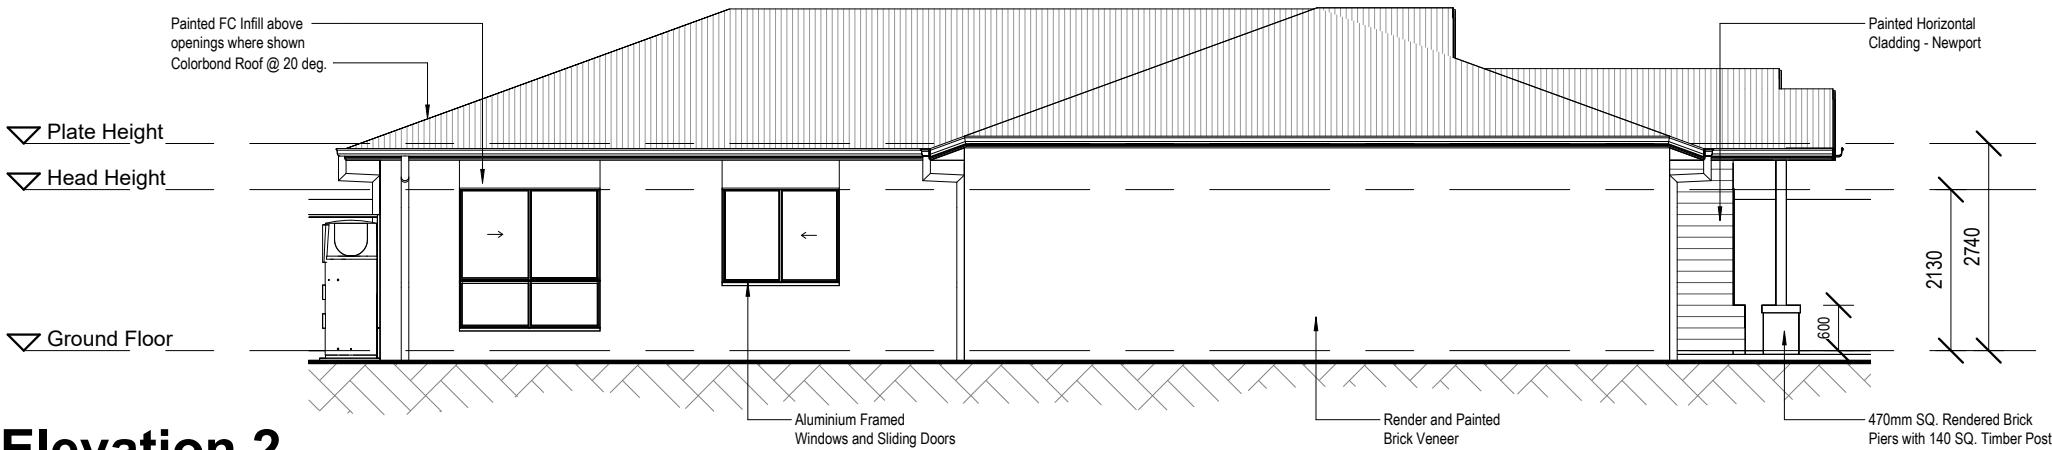 Painted FC Infill above
openings where shown
Colorbond Roof @ 20 deg.
Painted Horizontal
Cladding - Newport
Plate Height
Head Height
Ground Floor
2130
2740
600
Aluminium Framed
Windows and Sliding Doors
Render and Painted
Brick Veneer
470mm SQ. Rendered Brick
Piers with 140 SQ. Timber Post
Elevation 2